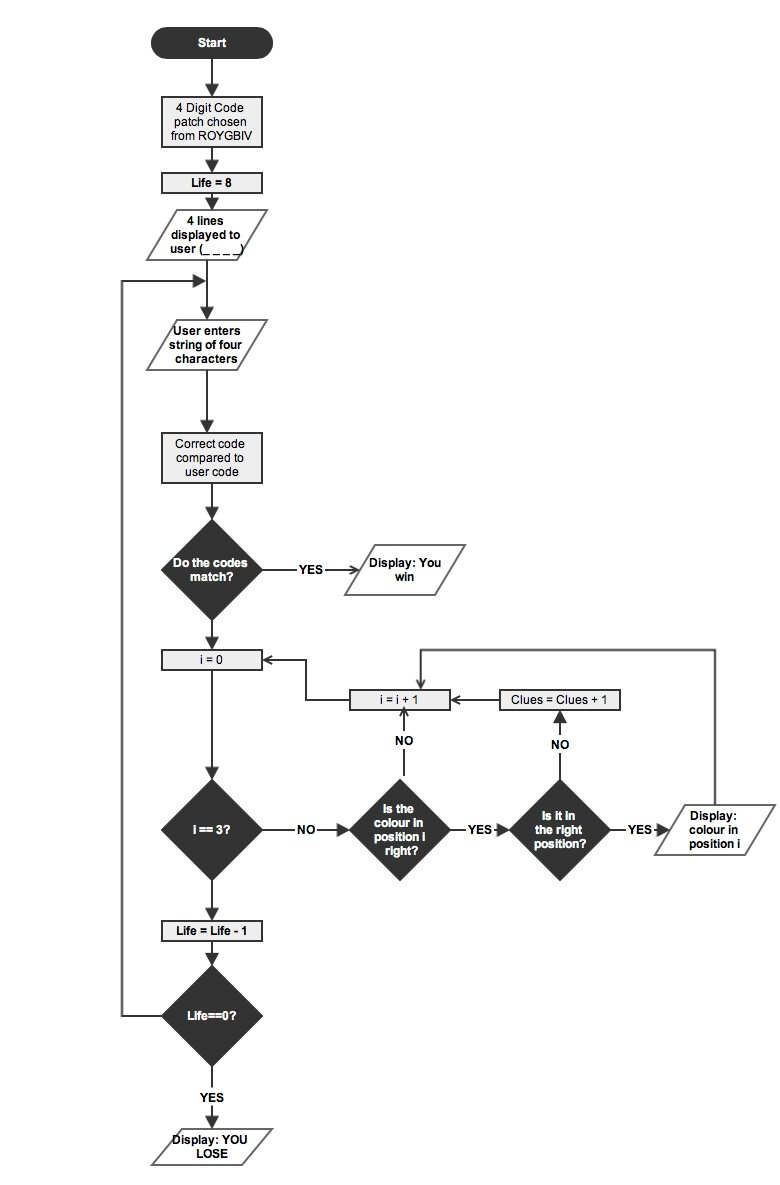 Start
4 Digit Code
patch chosen
from ROYGBIV
Life = 8
4 lines
displayed to
user (_ _ _ _)
User enters
string of four
characters
Correct code
compared to
user code
Do the codes
match?
YES
Display: You
win
i = 0
i = i + 1
Clues = Clues + 1
NO
NO
i == 3?
NO
Is the
colour in
position i
right?
YES
Is it in
the right
position?
YES
Display:
colour in
position i
Life = Life - 1
Life==0?
YES
Display: YOU
LOSE